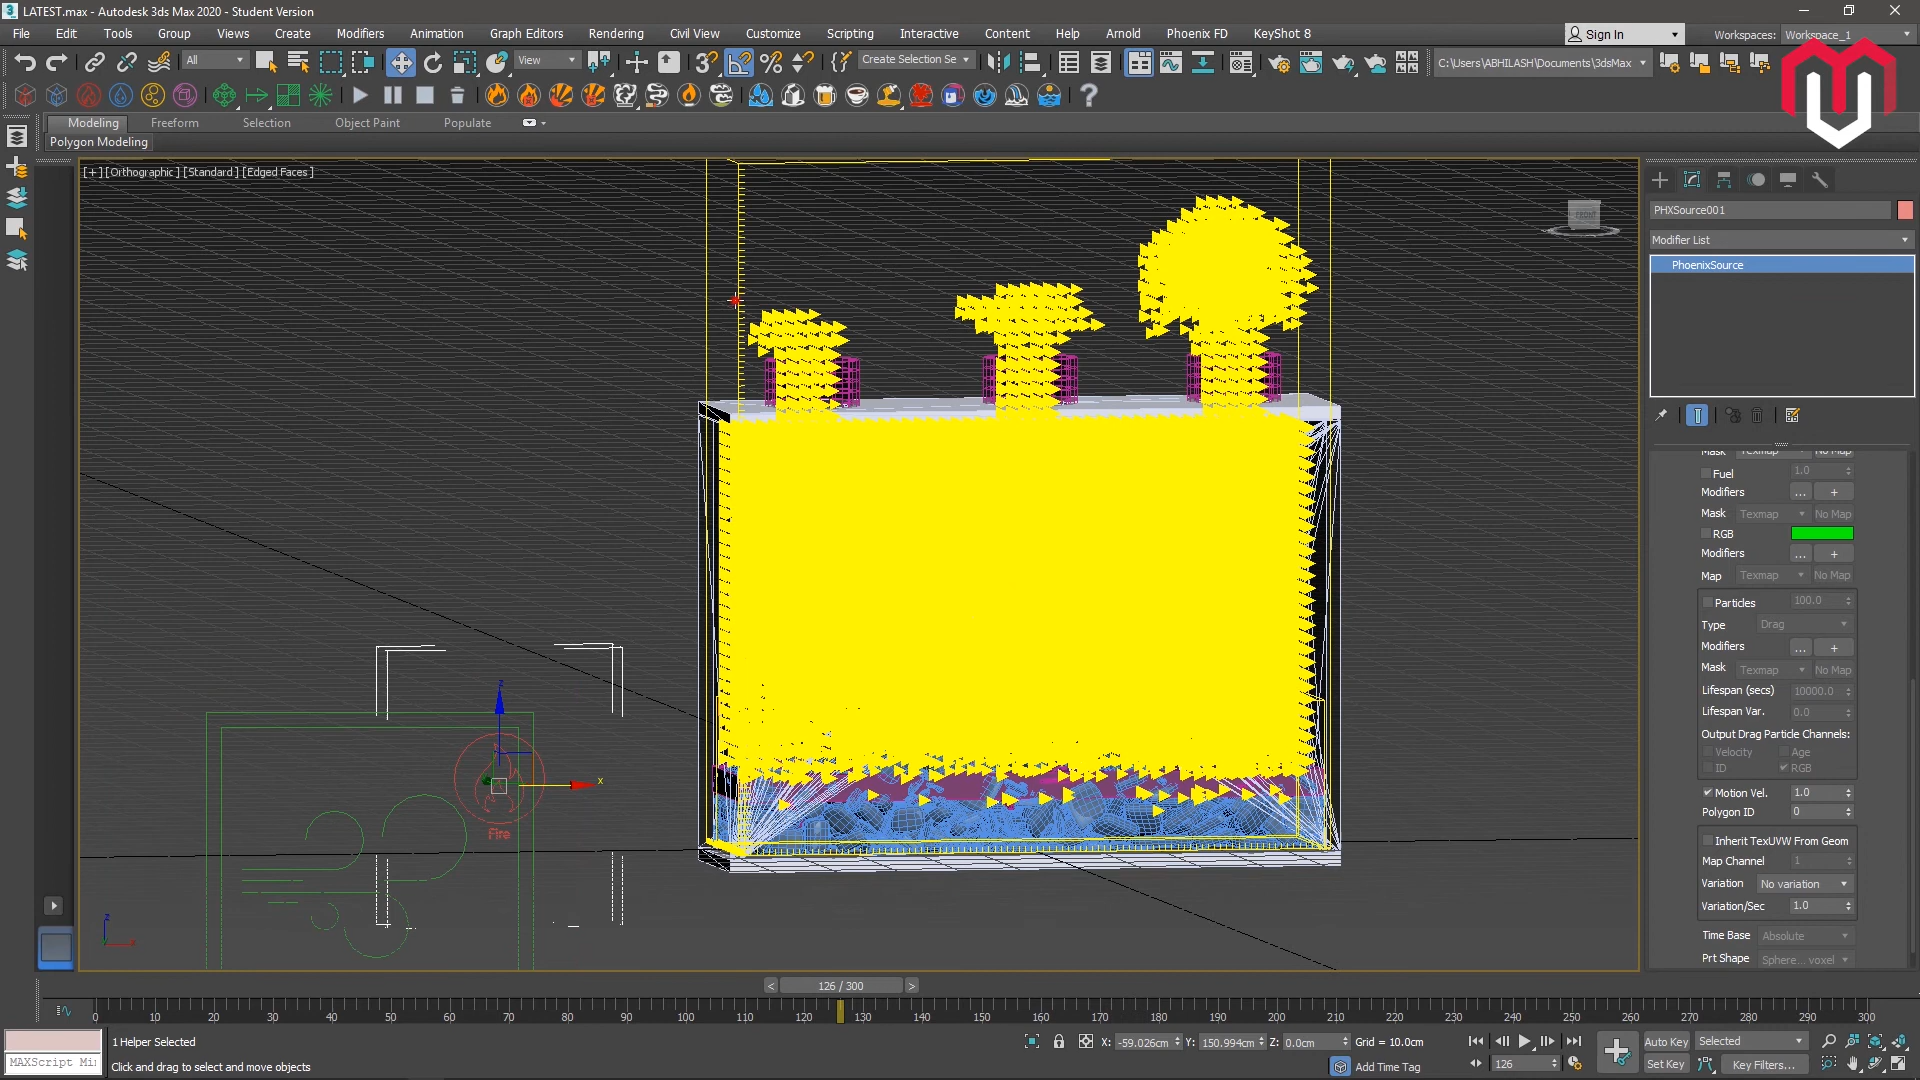 LATEST.max - Autodesk 3ds Max 2020 - Student Version
File Edit Tools Group Views Create Modifiers Animation Graph Editors Rendering Civil View Customize Scripting Interactive Content Help Arnold Phoenix FD KeyShot 8
Sign In Workspaces: Workspace_1
All View Create Selection Se C:\Users\ABHILASH\Documents\3dsMax
Modeling Freeform Selection Object Paint Populate
Polygon Modeling
[+] [Orthographic ] [Standard ] [Edged Faces ]
FRONT
PHXSource001
Modifier List
PhoenixSource
Mask Texmap No Map
Fuel 1.0
Modifiers ... +
Mask Texmap No Map
RGB
Modifiers ... +
Map Texmap No Map
Particles 100.0
Type Drag
Modifiers ... +
Mask Texmap No Map
Lifespan (secs) 10000.0
Lifespan Var. 0.0
Output Drag Particle Channels:
Velocity Age
ID RGB
Motion Vel. 1.0
Polygon ID 0
Inherit TexUVW From Geom
Map Channel 1
Variation No variation
Variation/Sec 1.0
Time Base Absolute
Prt Shape Sphere... voxel
z
x
Fire
z
< 126 / 300 >
0 10 20 30 40 50 60 70 80 90 100 110 120 130 140 150 160 170 180 190 200 210 220 230 240 250 260 270 280 290 300
1 Helper Selected
X: -59.026cm Y: 150.994cm Z: 0.0cm Grid = 10.0cm
Auto Key Selected
MAXScript Mi
Click and drag to select and move objects
Add Time Tag
126
Set Key Key Filters...